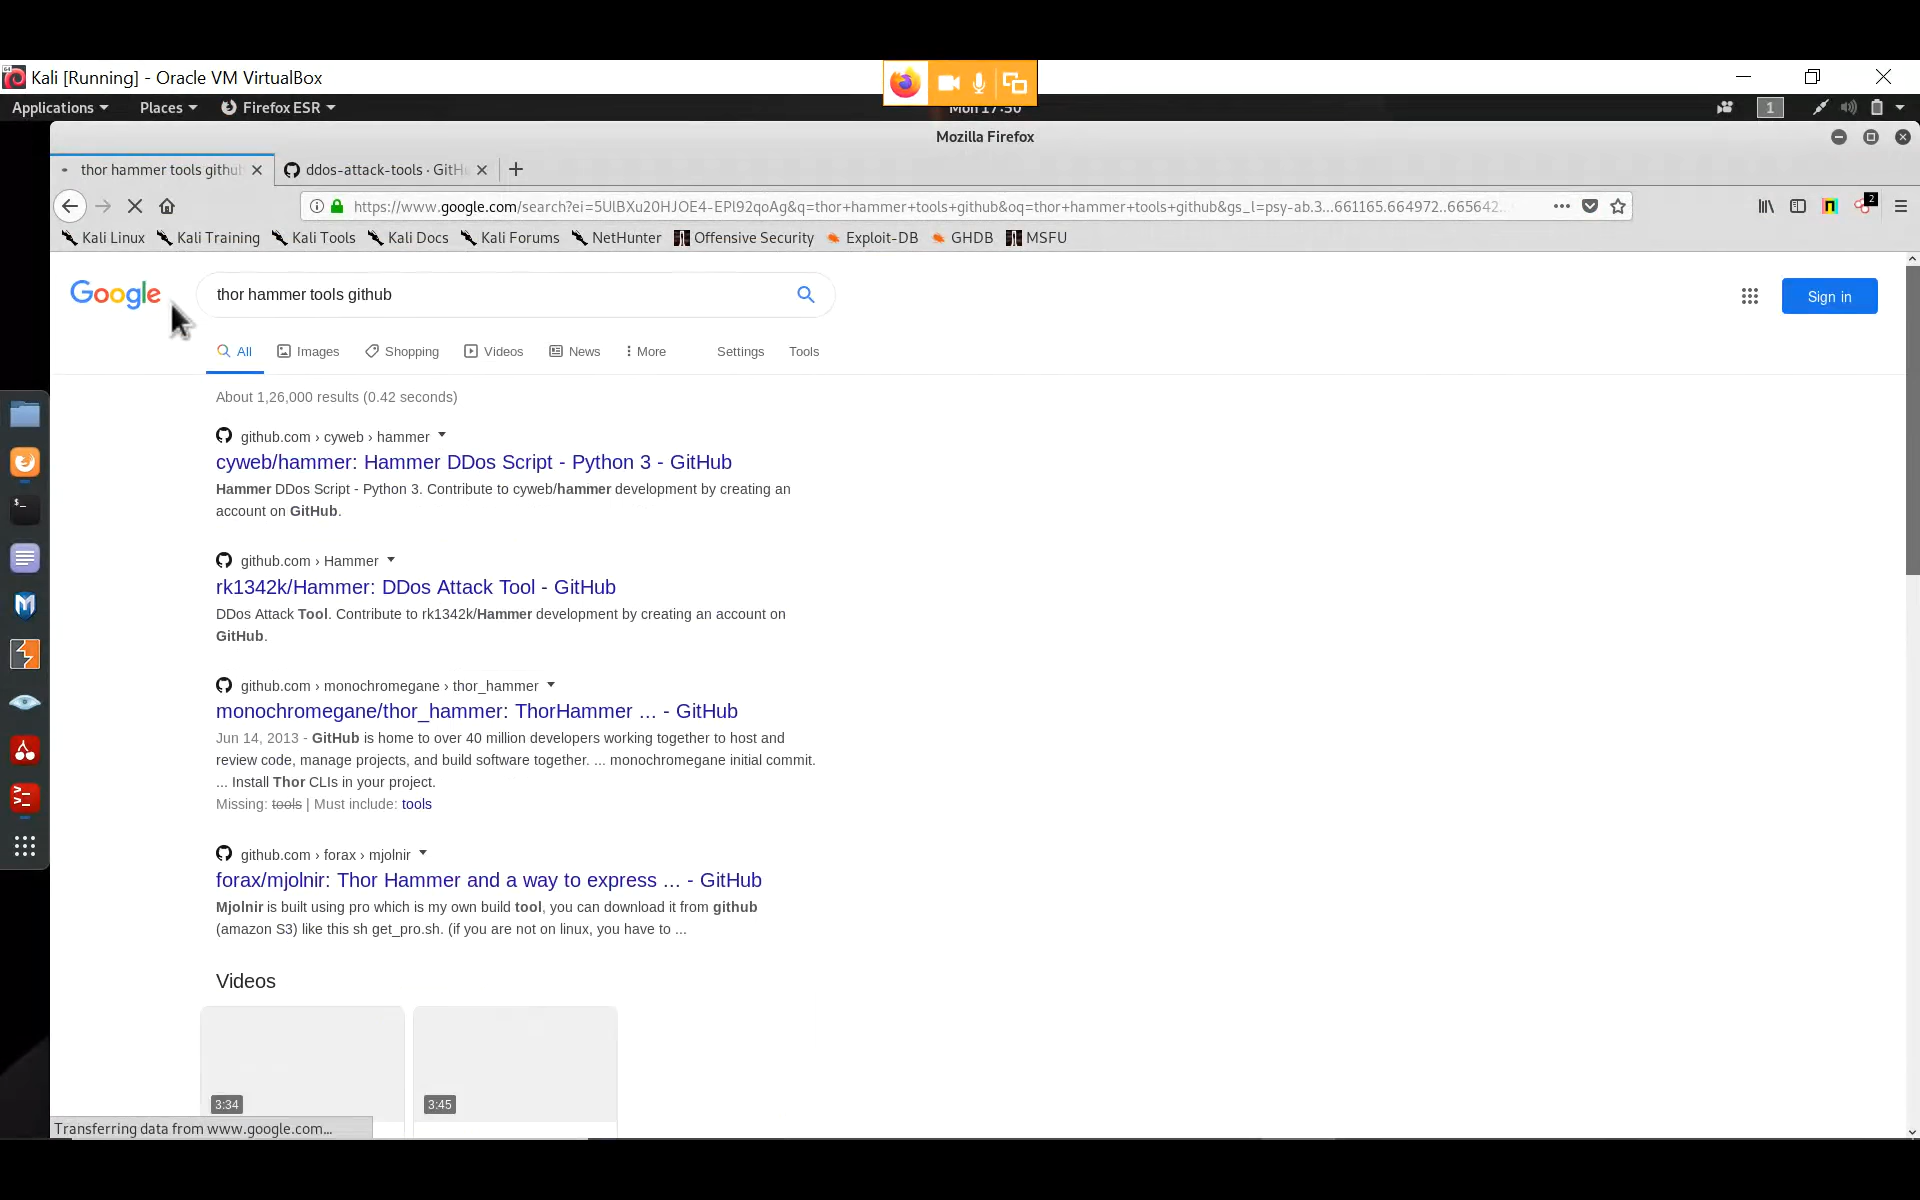 Kali [Running] - Oracle VM VirtualBox
Applications Places Firefox ESR Mon 17:50 1
Mozilla Firefox
thor hammer tools githu ddos-attack-tools · GitH
https://www.google.com/search?ei=5UlBXu20HJOE4-EPl92qoAg&q=thor+hammer+tools+github&oq=thor+hammer+tools+github&gs_l=psy-ab.3...661165.664972..665642.. 2
Kali Linux Kali Training Kali Tools Kali Docs Kali Forums NetHunter Offensive Security Exploit-DB GHDB MSFU
Google thor hammer tools github Sign in
All Images Shopping Videos News More Settings Tools
About 1,26,000 results (0.42 seconds)
github.com › cyweb › hammer
cyweb/hammer: Hammer DDos Script - Python 3 - GitHub
Hammer DDos Script - Python 3. Contribute to cyweb/hammer development by creating an
account on GitHub.
github.com › Hammer
rk1342k/Hammer: DDos Attack Tool - GitHub
DDos Attack Tool. Contribute to rk1342k/Hammer development by creating an account on
GitHub.
github.com › monochromegane › thor_hammer
monochromegane/thor_hammer: ThorHammer ... - GitHub
Jun 14, 2013 - GitHub is home to over 40 million developers working together to host and
review code, manage projects, and build software together. ... monochromegane initial commit.
... Install Thor CLIs in your project.
Missing: tools | Must include: tools
github.com › forax › mjolnir
forax/mjolnir: Thor Hammer and a way to express ... - GitHub
Mjolnir is built using pro which is my own build tool, you can download it from github
(amazon S3) like this sh get_pro.sh. (if you are not on linux, you have to ...
Videos
3:34 3:45
Transferring data from www.google.com...